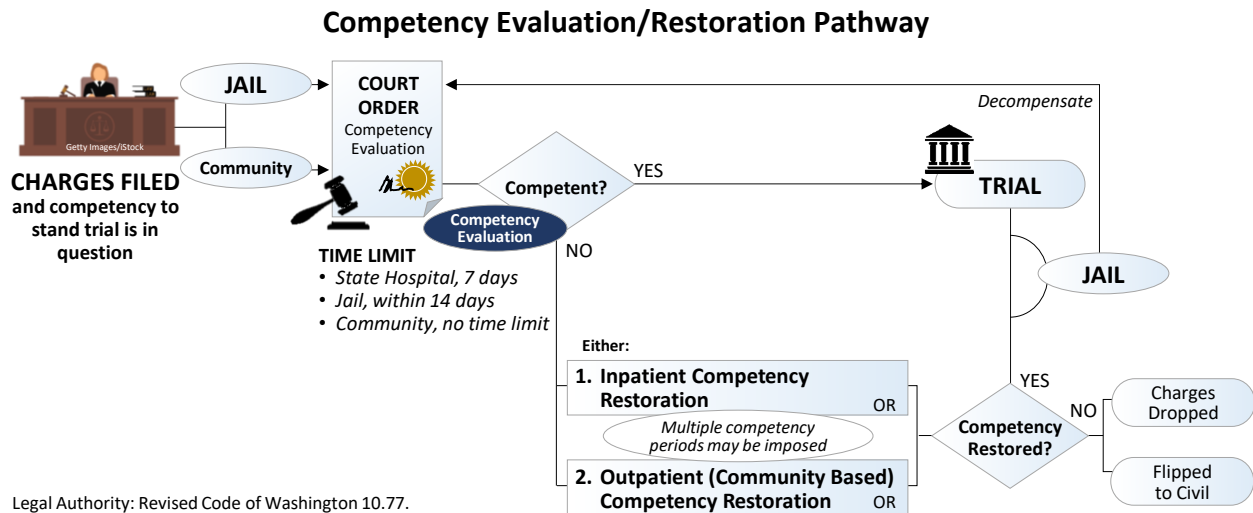 Competency Evaluation/Restoration Pathway
Getty Images/iStock
CHARGES FILED
and competency to
stand trial is in
question
JAIL
Community
COURT
ORDER
Competency
Evaluation
TIME LIMIT
• State Hospital, 7 days
• Jail, within 14 days
• Community, no time limit
Competent?
Competency
Evaluation
YES
NO
TRIAL
Decompensate
JAIL
Either:
1. Inpatient Competency
Restoration
OR
Multiple competency
periods may be imposed
2. Outpatient (Community Based)
Competency Restoration
OR
Competency
Restored?
YES
NO
Charges
Dropped
Flipped
to Civil
Legal Authority: Revised Code of Washington 10.77.